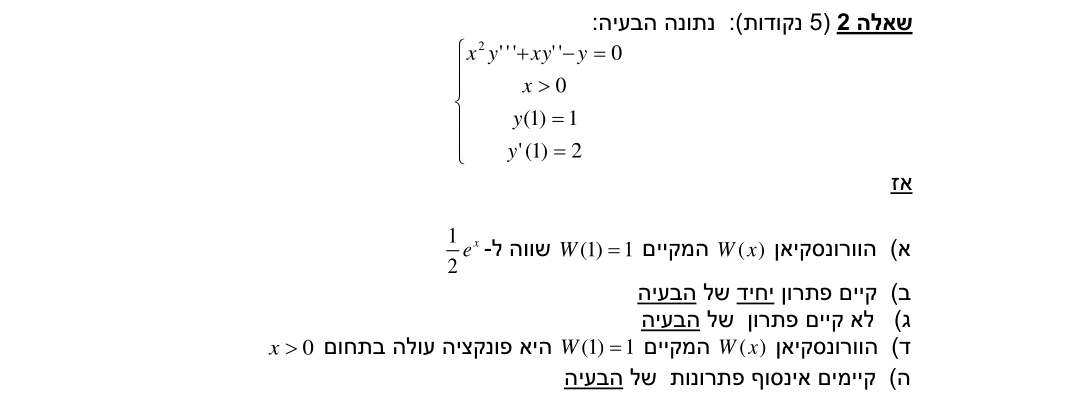 שאלה 2 (5 נקודות): נתונה הבעיה:
x²y'''+xy''−y = 0
x > 0
y(1) = 1
y'(1) = 2
אז
א) הוורונסקיאן W(x) המקיים W(1) = 1 שווה ל- \frac{1}{2}e^x
ב) קיים פתרון יחיד של הבעיה
ג) לא קיים פתרון של הבעיה
ד) הוורונסקיאן W(x) המקיים W(1) = 1 היא פונקציה עולה בתחום x > 0
ה) קיימים אינסוף פתרונות של הבעיה